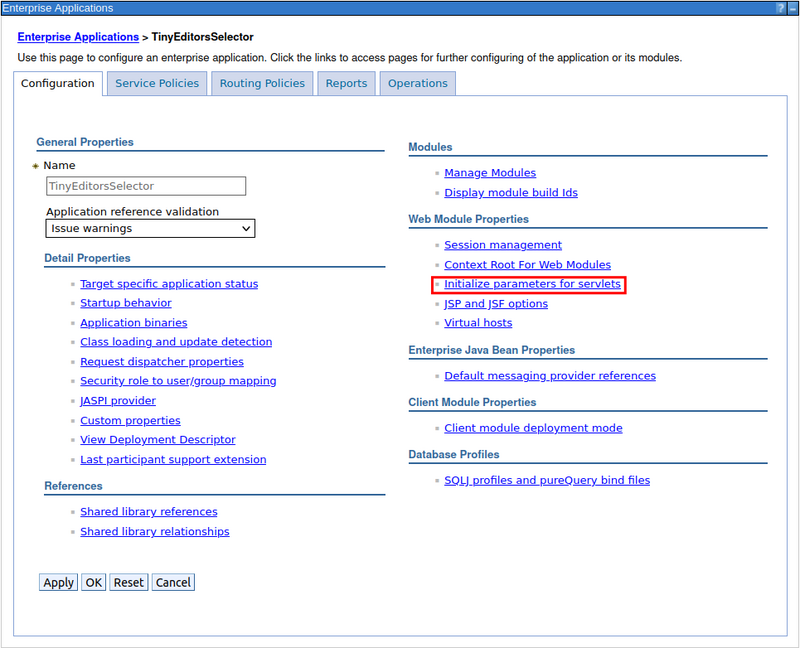 Enterprise Applications
?
Enterprise Applications > TinyEditorsSelector
Use this page to configure an enterprise application. Click the links to access pages for further configuring of the application or its modules.
Configuration
Service Policies
Routing Policies
Reports
Operations
General Properties
Name
TinyEditorsSelector
Application reference validation
Issue warnings
Detail Properties
Target specific application status
Startup behavior
Application binaries
Class loading and update detection
Request dispatcher properties
Security role to user/group mapping
JASPI provider
Custom properties
View Deployment Descriptor
Last participant support extension
References
Shared library references
Shared library relationships
Modules
Manage Modules
Display module build Ids
Web Module Properties
Session management
Context Root For Web Modules
Initialize parameters for servlets
JSP and JSF options
Virtual hosts
Enterprise Java Bean Properties
Default messaging provider references
Client Module Properties
Client module deployment mode
Database Profiles
SQLJ profiles and pureQuery bind files
Apply
OK
Reset
Cancel